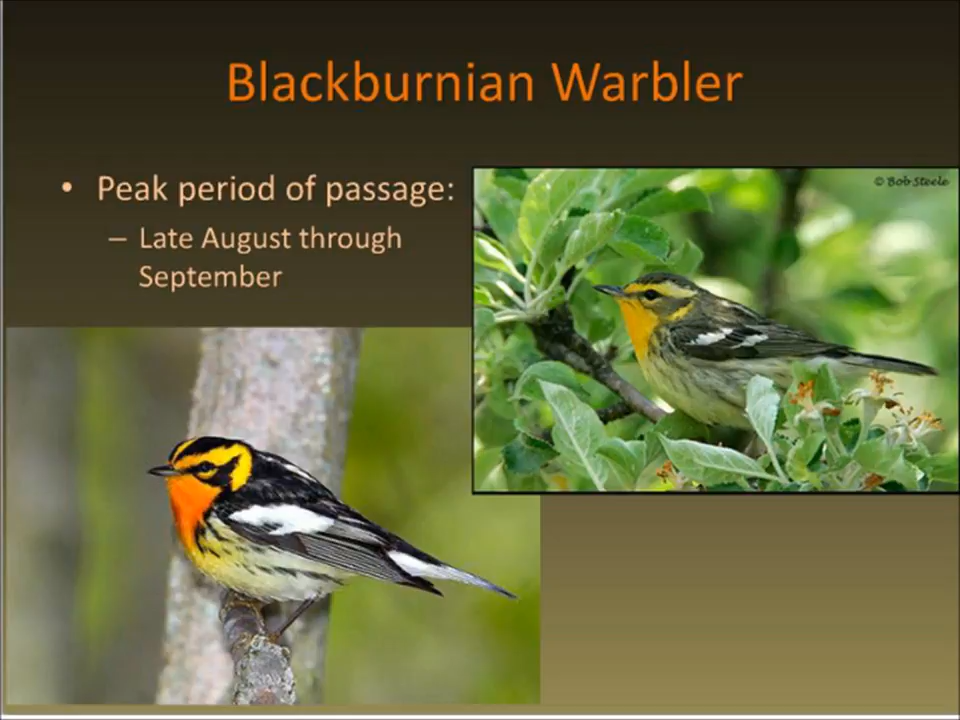 Blackburnian Warbler
• Peak period of passage:
– Late August through
September
© Bob Steele